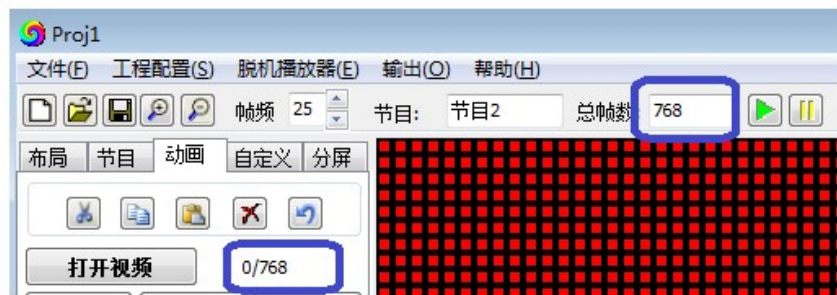 Proj1
文件(F) 工程配置(S) 脱机播放器(E) 输出(O) 帮助(H)
帧频 25 节目: 节目2 总帧数 768
布局 节目 动画 自定义 分屏
打开视频 0/768